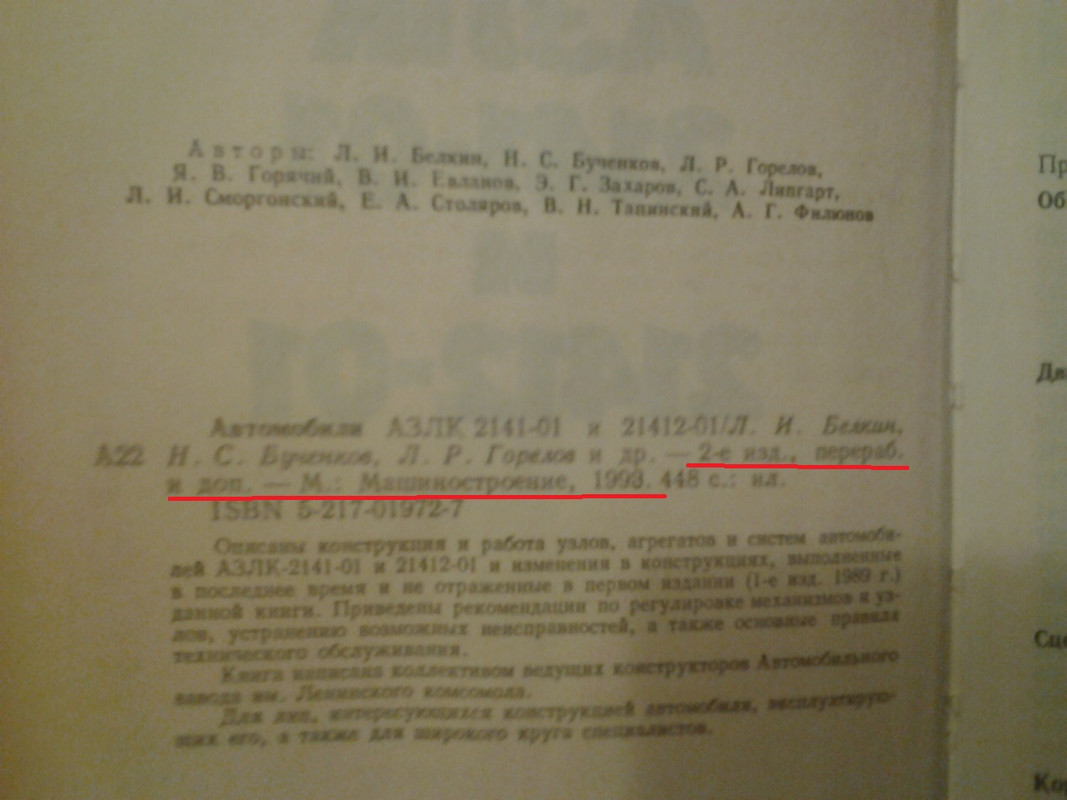 Авторы: Л. И. Белкин, Н. С. Бученков, Л. Р. Горелов,
Я. В. Горячий, В. И. Евланов, Э. Г. Захаров, С. А. Липгарт,
Л. И. Сморгонский, Е. А. Столяров, В. Н. Тапинский, А. Г. Филюнов
Автомобили АЗЛК 2141-01 и 21412-01/Л. И. Белкин,
А22 Н. С. Бученков, Л. Р. Горелов и др. — 2-е изд., перераб.
и доп. — М.: Машиностроение, 1993. 448 с.: ил.
ISBN 5-217-01972-7
Описаны конструкция и работа узлов, агрегатов и систем автомоби-
лей АЗЛК-2141-01 и 21412-01 и изменения в конструкциях, выполненные
в последнее время и не отраженные в первом издании (1-е изд. 1989 г.)
данной книги. Приведены рекомендации по регулировке механизмов и уз-
лов, устранению возможных неисправностей, а также основные правила
технического обслуживания.
Книга написана коллективом ведущих конструкторов Автомобильного
завода им. Ленинского комсомола.
Для лиц, интересующихся конструкцией автомобиля, эксплуатирую-
щих его, а также для широкого круга специалистов.
Пр
Об
Дв
Сце
Кор